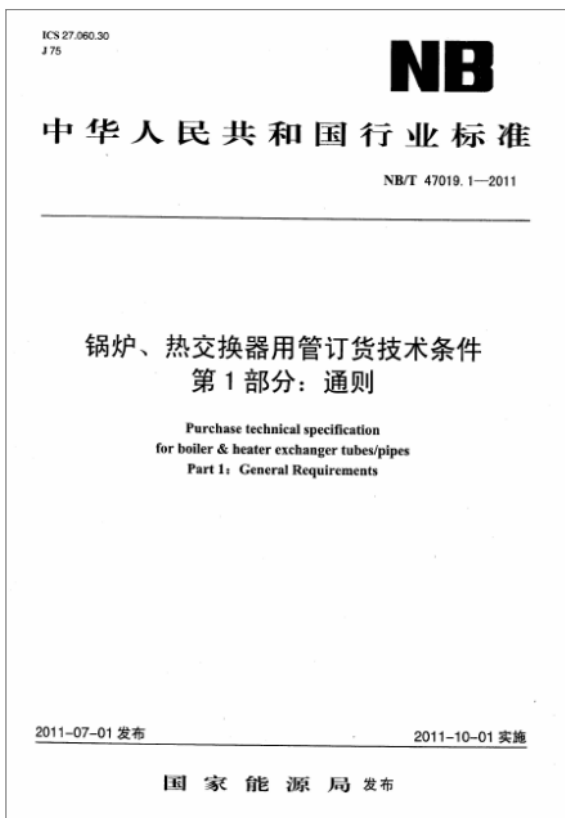 ICS 27.060.30
J 75
NB
中华人民共和国行业标准
NB/T 47019.1—2011
锅炉、热交换器用管订货技术条件
第1部分：通则
Purchase technical specification
for boiler & heater exchanger tubes/pipes
Part 1: General Requirements
2011-07-01 发布
2011-10-01 实施
国家能源局 发布